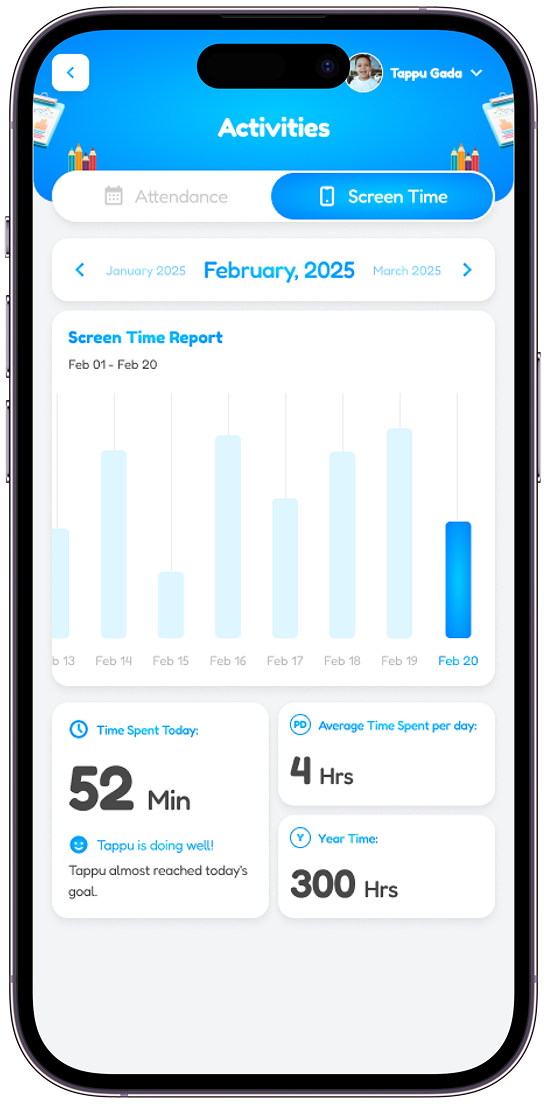 Tappu Gada
Activities
Attendance
Screen Time
January 2025
February, 2025
March 2025
Screen Time Report
Feb 01 - Feb 20
b 13
Feb 14
Feb 15
Feb 16
Feb 17
Feb 18
Feb 19
Feb 20
Time Spent Today:
52 Min
Tappu is doing well!
Tappu almost reached today's
goal.
PD Average Time Spent per day:
4 Hrs
Y Year Time:
300 Hrs